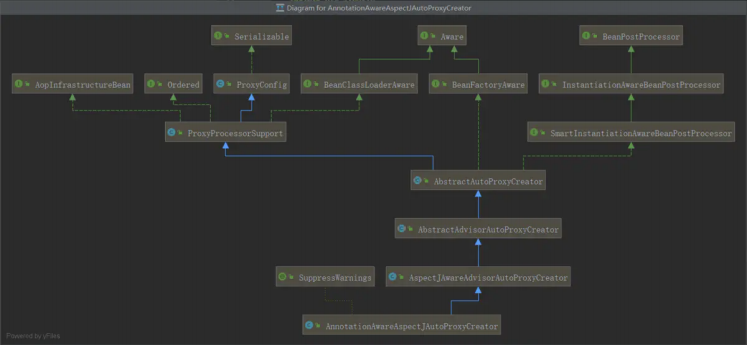 Diagram for AnnotationAwareAspectJAutoProxyCreator
Serializable
Aware
BeanPostProcessor
AopInfrastructureBean
Ordered
ProxyConfig
BeanClassLoaderAware
BeanFactoryAware
InstantiationAwareBeanPostProcessor
ProxyProcessorSupport
SmartInstantiationAwareBeanPostProcessor
AbstractAutoProxyCreator
AbstractAdvisorAutoProxyCreator
SuppressWarnings
AspectJAwareAdvisorAutoProxyCreator
AnnotationAwareAspectJAutoProxyCreator
Powered by yFiles